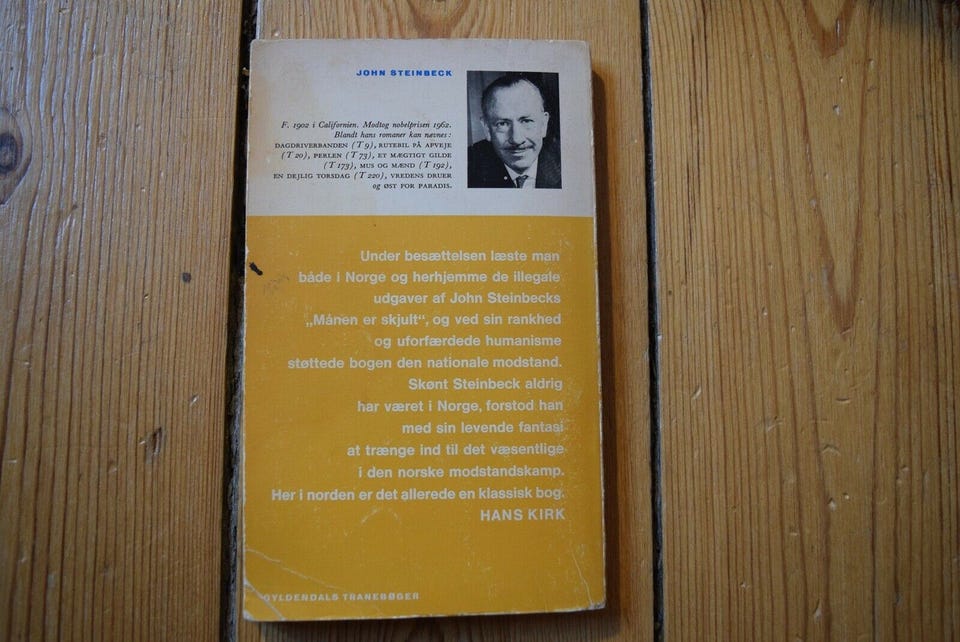 JOHN STEINBECK
F. 1902 i Californien. Modtog nobelprisen 1962.
Blandt hans romaner kan nævnes:
DAGDRIVERBANDEN (T 9), RUTEBIL PÅ AFVEJE
(T 20), PERLEN (T 73), ET MÆGTIGT GILDE
(T 173), MUS OG MÆND (T 192),
EN DEJLIG TORSDAG (T 220), VREDENS DRUER
og ØST FOR PARADIS.
Under besættelsen læste man
både i Norge og herhjemme de illegale
udgaver af John Steinbecks
„Månen er skjult“, og ved sin rankhed
og uforfærdede humanisme
støttede bogen den nationale modstand.
Skønt Steinbeck aldrig
har været i Norge, forstod han
med sin levende fantasi
at trænge ind til det væsentlige
i den norske modstandskamp.
Her i norden er det allerede en klassisk bog.
HANS KIRK
GYLDENDALS TRANEBØGER